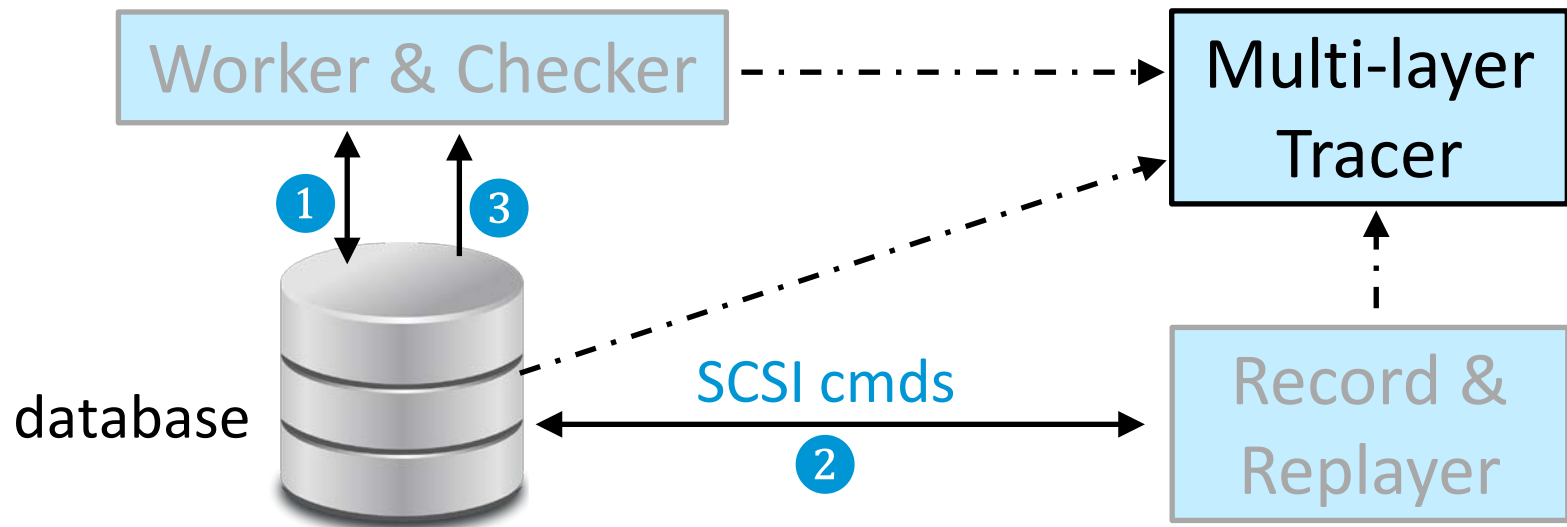 Worker & Checker
Multi-layer
Tracer
1
3
SCSI cmds
database
2
Record &
Replayer